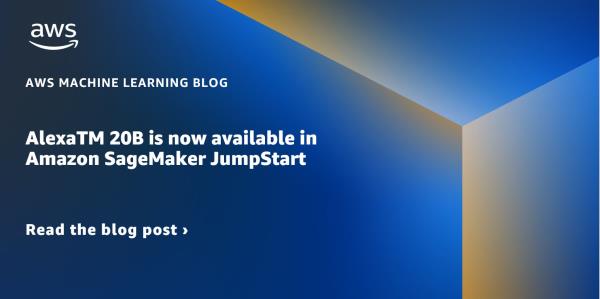 aws
AWS MACHINE LEARNING BLOG
AlexaTM 20B is now available in
Amazon SageMaker JumpStart
Read the blog post ›